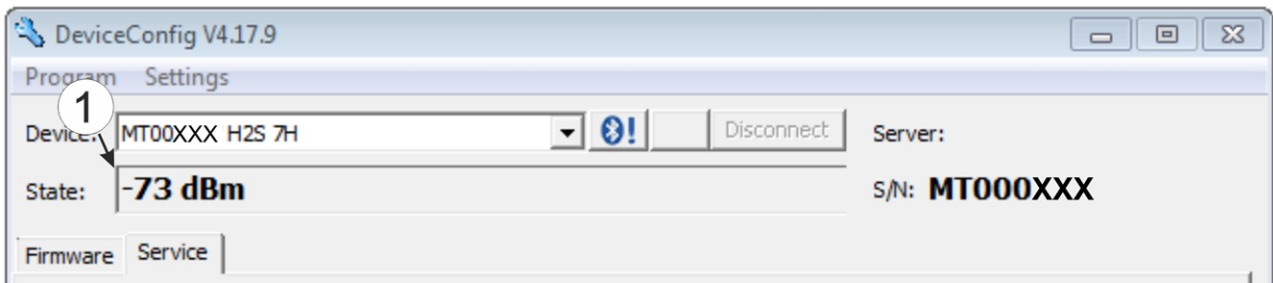 DeviceConfig V4.17.9
Program Settings
1
Device: MT00XXX H2S 7H ! Disconnect Server:
State: -73 dBm S/N: MT000XXX
Firmware Service